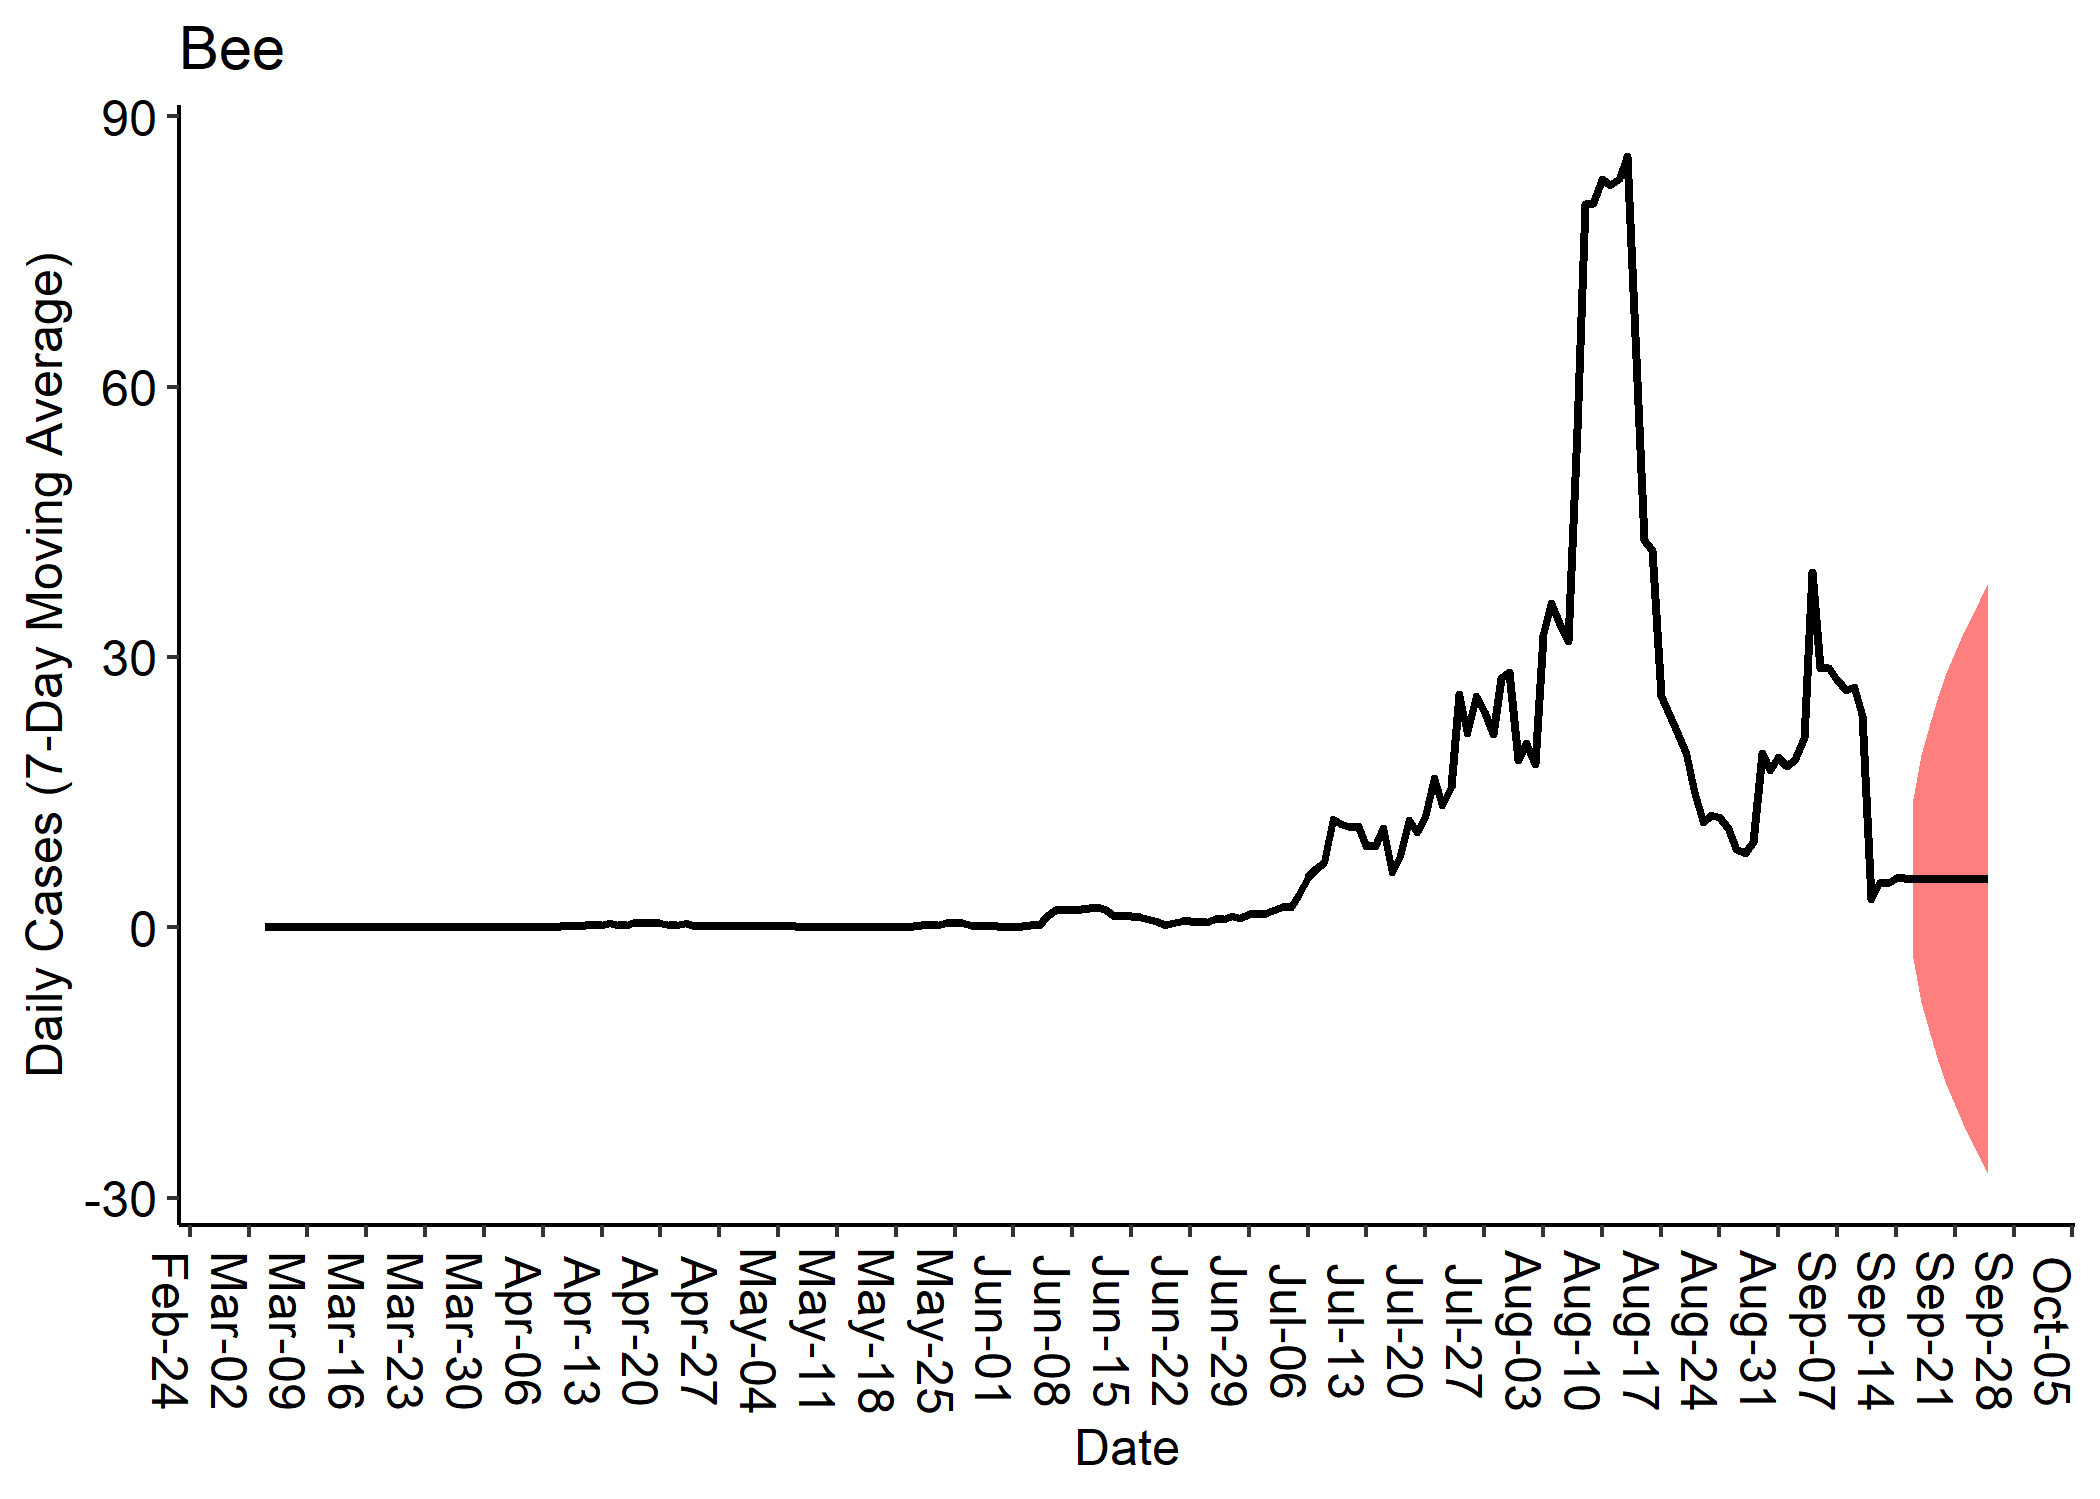 Bee
Daily Cases (7-Day Moving Average)
90
60
30
0
-30
Feb-24
Mar-02
Mar-09
Mar-16
Mar-23
Mar-30
Apr-06
Apr-13
Apr-20
Apr-27
May-04
May-11
May-18
May-25
Jun-01
Jun-08
Jun-15
Jun-22
Jun-29
Jul-06
Jul-13
Jul-20
Jul-27
Aug-03
Aug-10
Aug-17
Aug-24
Aug-31
Sep-07
Sep-14
Sep-21
Sep-28
Oct-05
Date